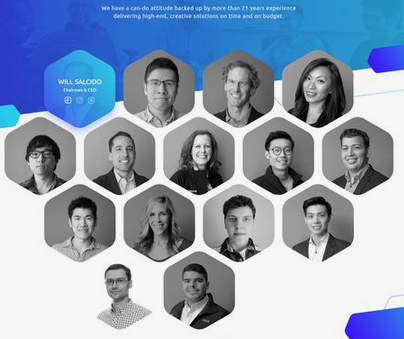 We have a can-do attitude backed up by more than 21 years experience
delivering high-end, creative solutions on time and on budget.
WILL SALCIDO
Chairman & CEO